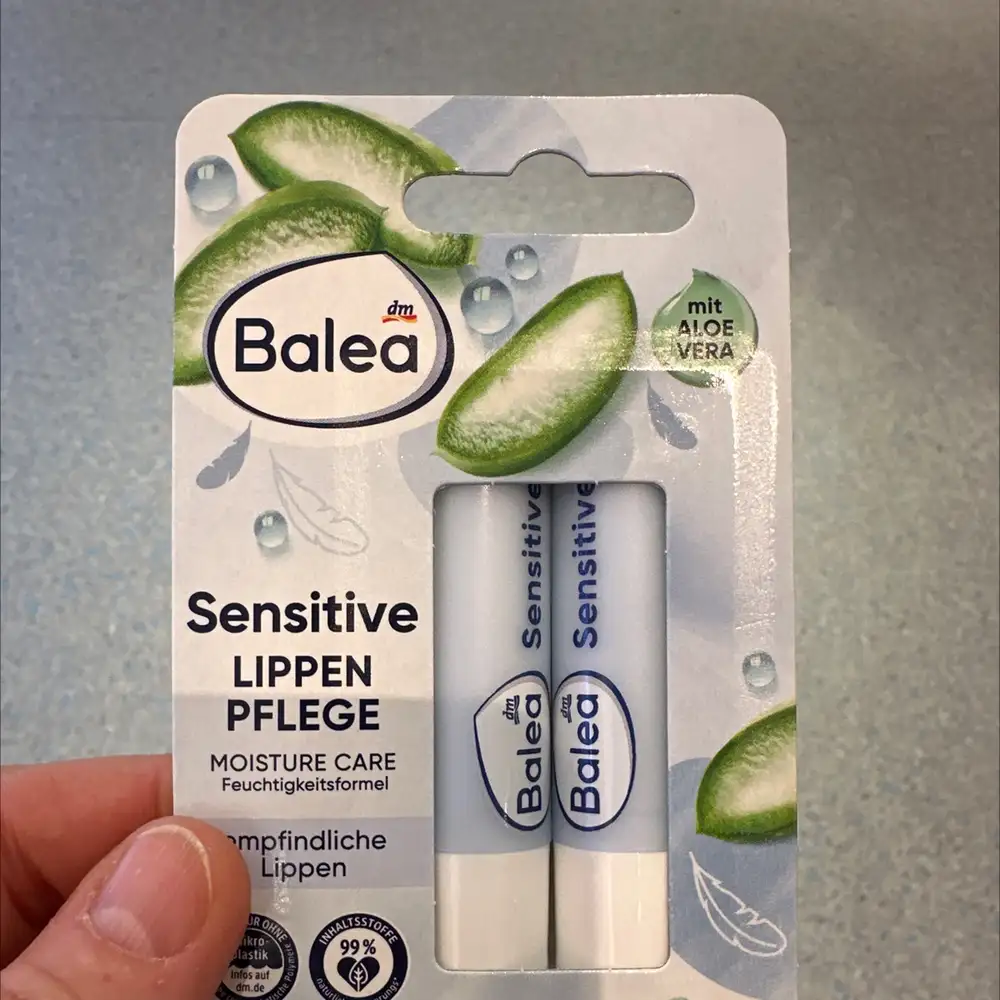 dm
Balea
mit
ALOE
VERA
Sensitive
LIPPEN
PFLEGE
MOISTURE CARE
Feuchtigkeitsformel
Lippen
Sensitive
dm
Balea
Sensitive
dm
Balea
OHNE
Infos auf
dm.de
INHALTSSTOFFE
99 %